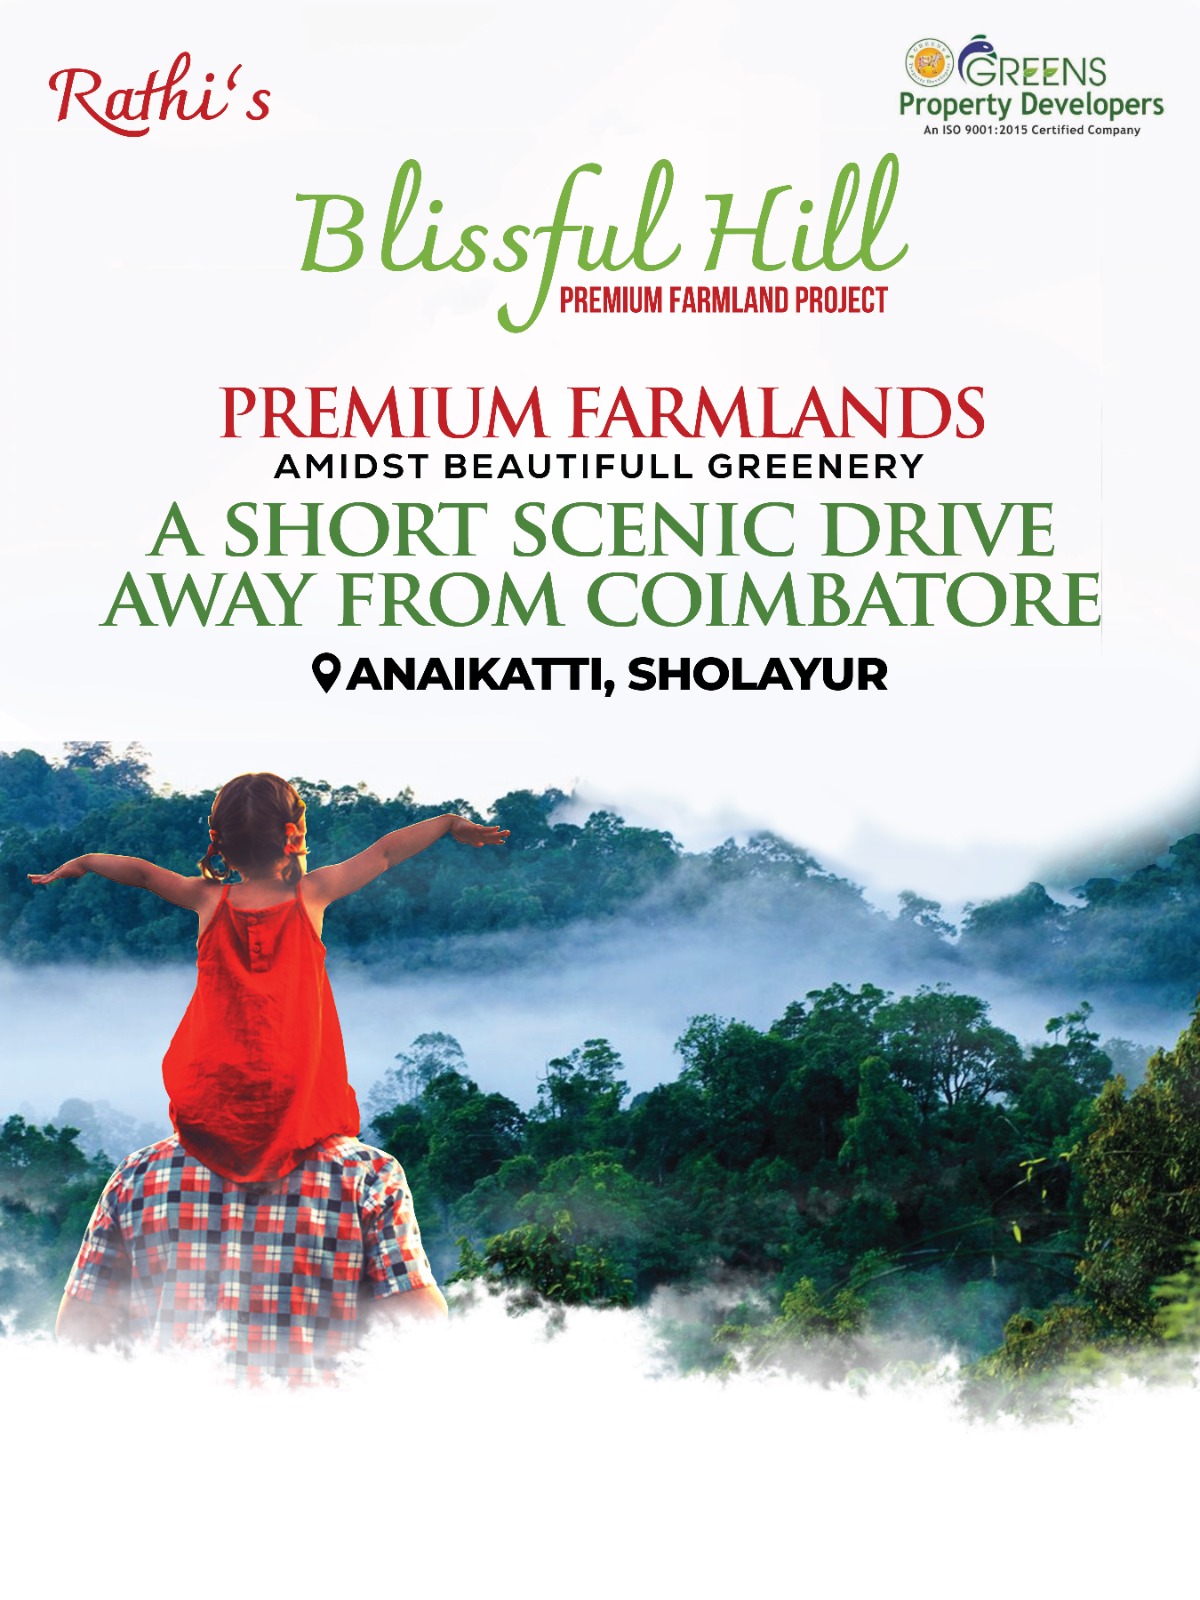 Rathi‘s
GREENS
Property Developers
An ISO 9001:2015 Certified Company
Blissful Hill
PREMIUM FARMLAND PROJECT
PREMIUM FARMLANDS
AMIDST BEAUTIFULL GREENERY
A SHORT SCENIC DRIVE
AWAY FROM COIMBATORE
ANAIKATTI, SHOLAYUR